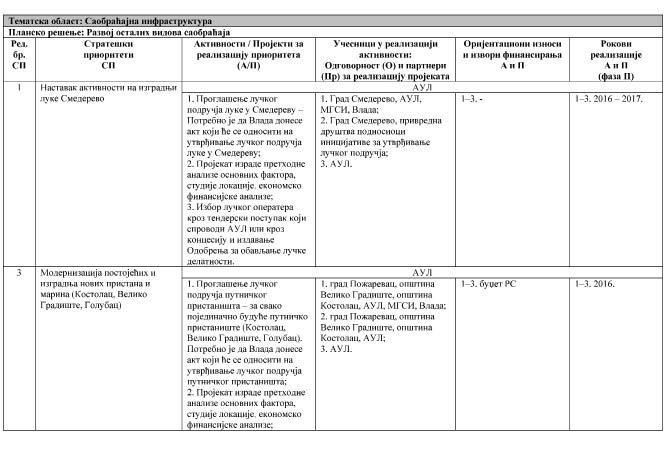 Тематска област: Саобраћајна инфраструктура
Планско решење: Развој осталих видова саобраћаја
Ред. бр. СП
Стратешки приоритети СП
Активности / Пројекти за реализацију приоритета (А/П)
Учесници у реализацији активности: Одговорност (О) и партнери (Пр) за реализацију пројеката
Оријентациони износи и извори финансирања А и П
Рокови реализације А и П (фаза II)
1
Наставак активности на изградњи
луке Смедерево
АУЛ
1. Проглашење лучког
подручја луке у Смедереву –
Потребно је да Влада донесе
акт који ће се односити на
утврђивање лучког подручја
луке у Смедереву;
2. Пројекат израде претходне
анализе основних фактора,
студије локације, економско
финансијске анализе;
3. Избор лучког оператера
кроз тендерски поступак који
спроводи АУЛ или кроз
концесију и издавање
Одобрења за обављање лучке
делатности.
1. Град Смедерево, АУЛ,
МГСИ, Влада;
2. Град Смедерево, привредна
друштва подносиоци
иницијативе за утврђивање
лучког подручја;
3. АУЛ.
1–3. -
1–3. 2016 – 2017.
3
Модернизација постојећих и
изградња нових пристана и
марина (Костолац, Велико
Градиште, Голубац)
АУЛ
1. Проглашење лучког
подручја путничког
пристаништа – за свако
појединачно будуће путничко
пристаниште (Костолац,
Велико Градиште, Голубац).
Потребно је да Влада донесе
акт који ће се односити на
утврђивање лучког подручја
путничког пристаништа;
2. Пројекат израде претходне
анализе основних фактора,
студије локације, економско
финансијске анализе;
1. град Пожаревац, општина
Велико Градиште, општина
Костолац, АУЛ, МГСИ, Влада;
2. град Пожаревац, општина
Велико Градиште, општина
Костолац, АУЛ;
3. АУЛ.
1–3. буџет РС
1–3. 2016.